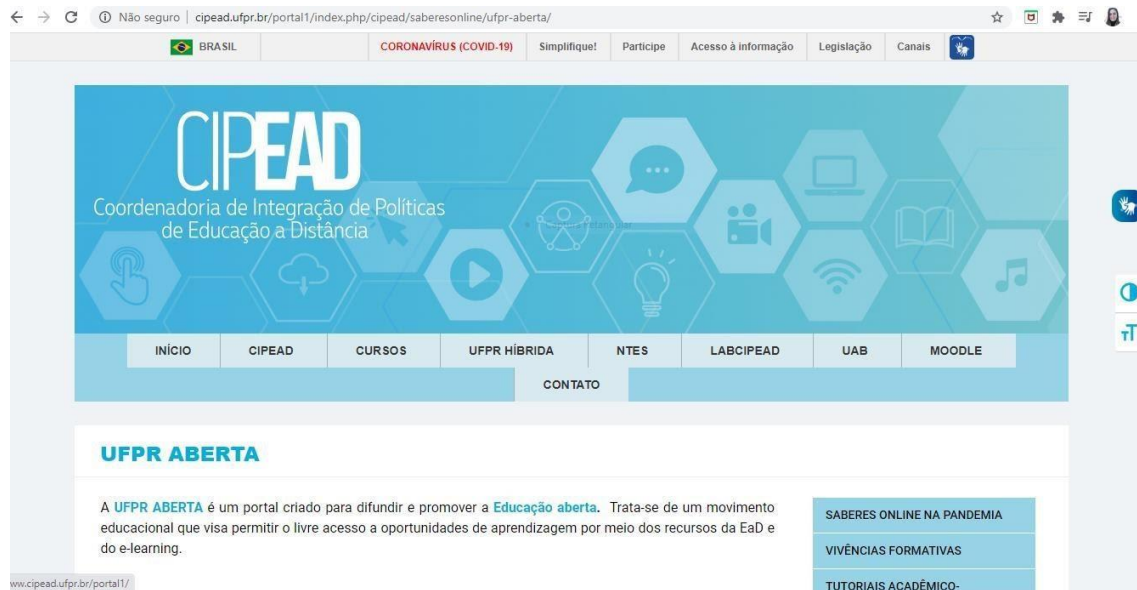 Não seguro | cipead.ufpr.br/portal1/index.php/cipead/saberesonline/ufpr-aberta/
BRASIL
CORONAVÍRUS (COVID-19)
Simplifique!
Participe
Acesso à informação
Legislação
Canais
CIPEAD
Coordenadoria de Integração de Políticas
de Educação a Distância
Captura Retangular
INÍCIO
CIPEAD
CURSOS
UFPR HÍBRIDA
NTES
LABCIPEAD
UAB
MOODLE
CONTATO
UFPR ABERTA
A UFPR ABERTA é um portal criado para difundir e promover a Educação aberta. Trata-se de um movimento
educacional que visa permitir o livre acesso a oportunidades de aprendizagem por meio dos recursos da EaD e
do e-learning.
SABERES ONLINE NA PANDEMIA
VIVÊNCIAS FORMATIVAS
TUTORIAIS ACADÊMICO-
ww.cipead.ufpr.br/portal1/